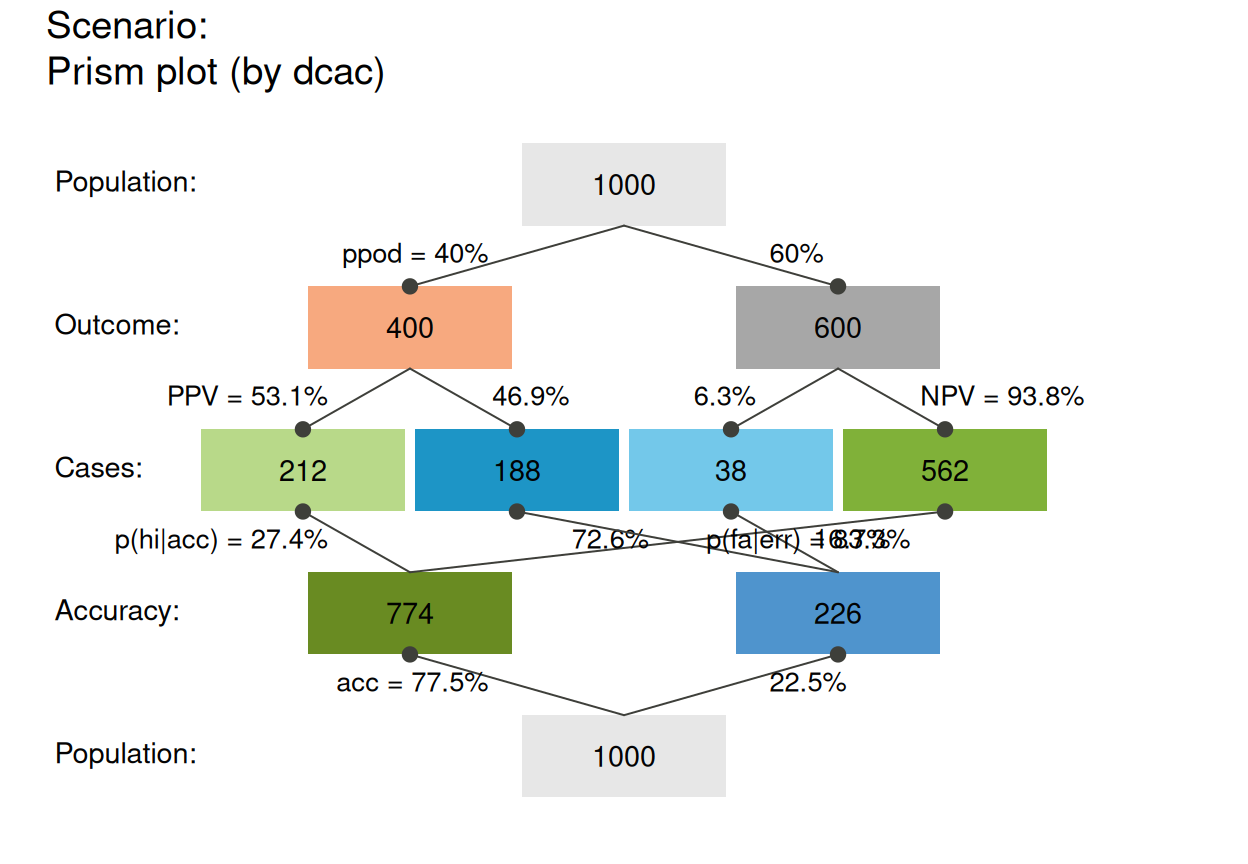 Scenario:
Prism plot (by dcac)
Population:
1000
ppod = 40%
60%
Outcome:
400
600
PPV = 53.1%
46.9%
6.3%
NPV = 93.8%
Cases:
212
188
38
562
p(hi|acc) = 27.4%
72.6%
p(fa|err) =
Accuracy:
774
226
acc = 77.5%
22.5%
Population:
1000